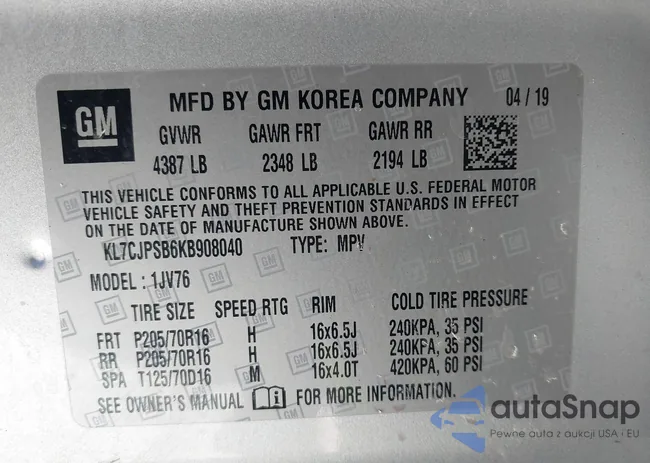 GM
MFD BY GM KOREA COMPANY 04 / 19
GVWR GAWR FRT GAWR RR
4387 LB 2348 LB 2194 LB
THIS VEHICLE CONFORMS TO ALL APPLICABLE U.S. FEDERAL MOTOR
VEHICLE SAFETY AND THEFT PREVENTION STANDARDS IN EFFECT
ON THE DATE OF MANUFACTURE SHOWN ABOVE.
KL7CJPSB6KB908040 TYPE: MPV
MODEL : 1JV76
TIRE SIZE SPEED RTG RIM COLD TIRE PRESSURE
FRT P205/70R16 H 16x6.5J 240KPA, 35 PSI
RR P205/70R16 H 16x6.5J 240KPA, 35 PSI
SPA T125/70D16 M 16x4.0T 420KPA, 60 PSI
SEE OWNER'S MANUAL i FOR MORE INFORMATION.
autaSnap
Pewne auta z aukcji USA i EU